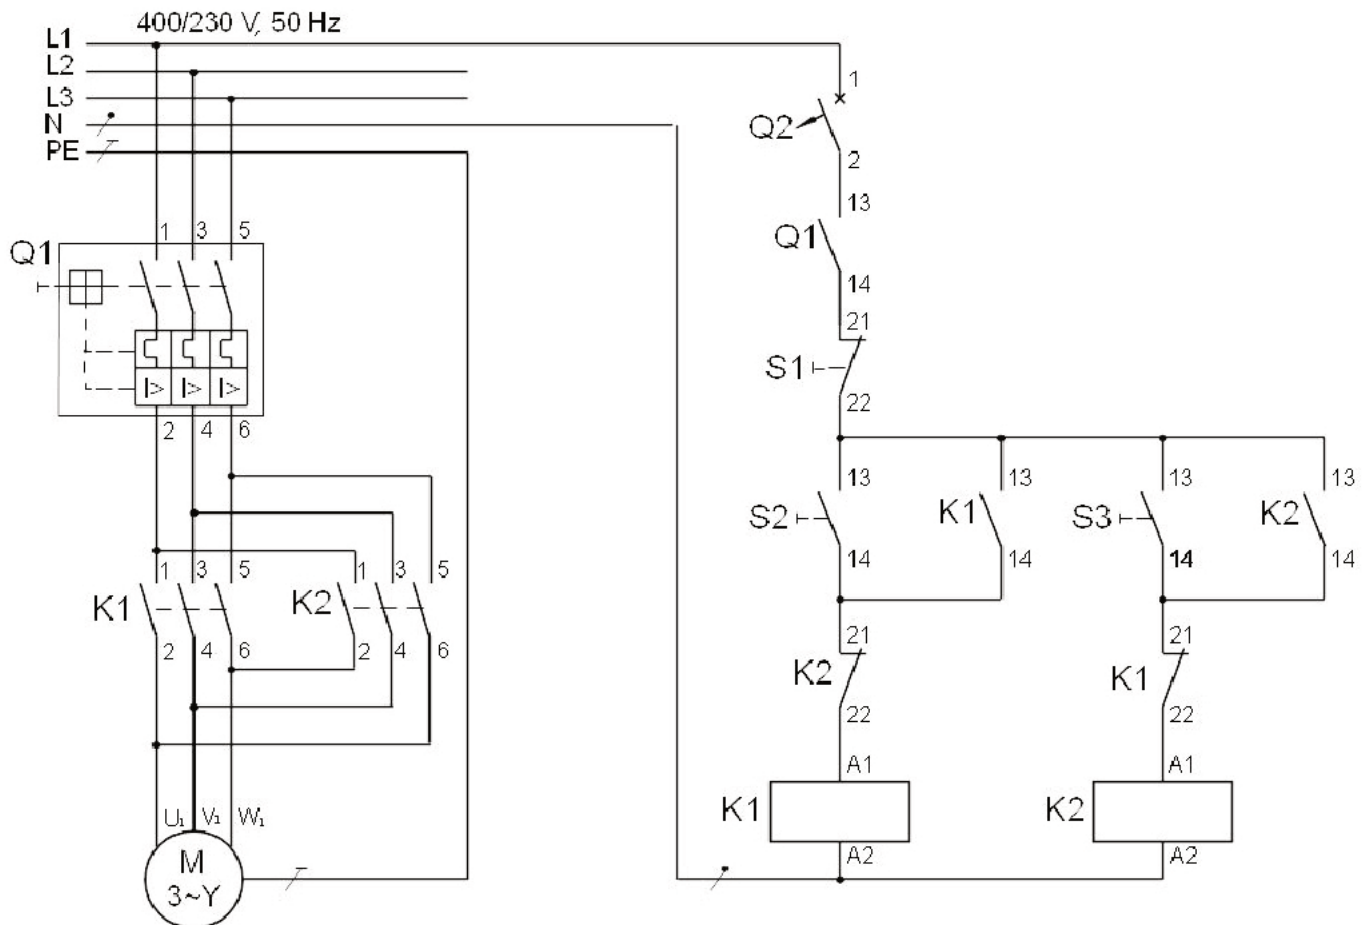 400/230 V, 50 Hz
L1
L2
L3
N
PE
1
Q2
2
13
Q1
14
1 3 5
Q1
I> I> I>
2 4 6
21
S1
22
13 13 13 13
S2 K1 S3 K2
14 14 14 14
1 3 5 1 3 5
K1 K2
2 4 6 2 4 6
21 21
K2 K1
22 22
A1 A1
K1 K2
A2 A2
U1 V1 W1
M
3~Y